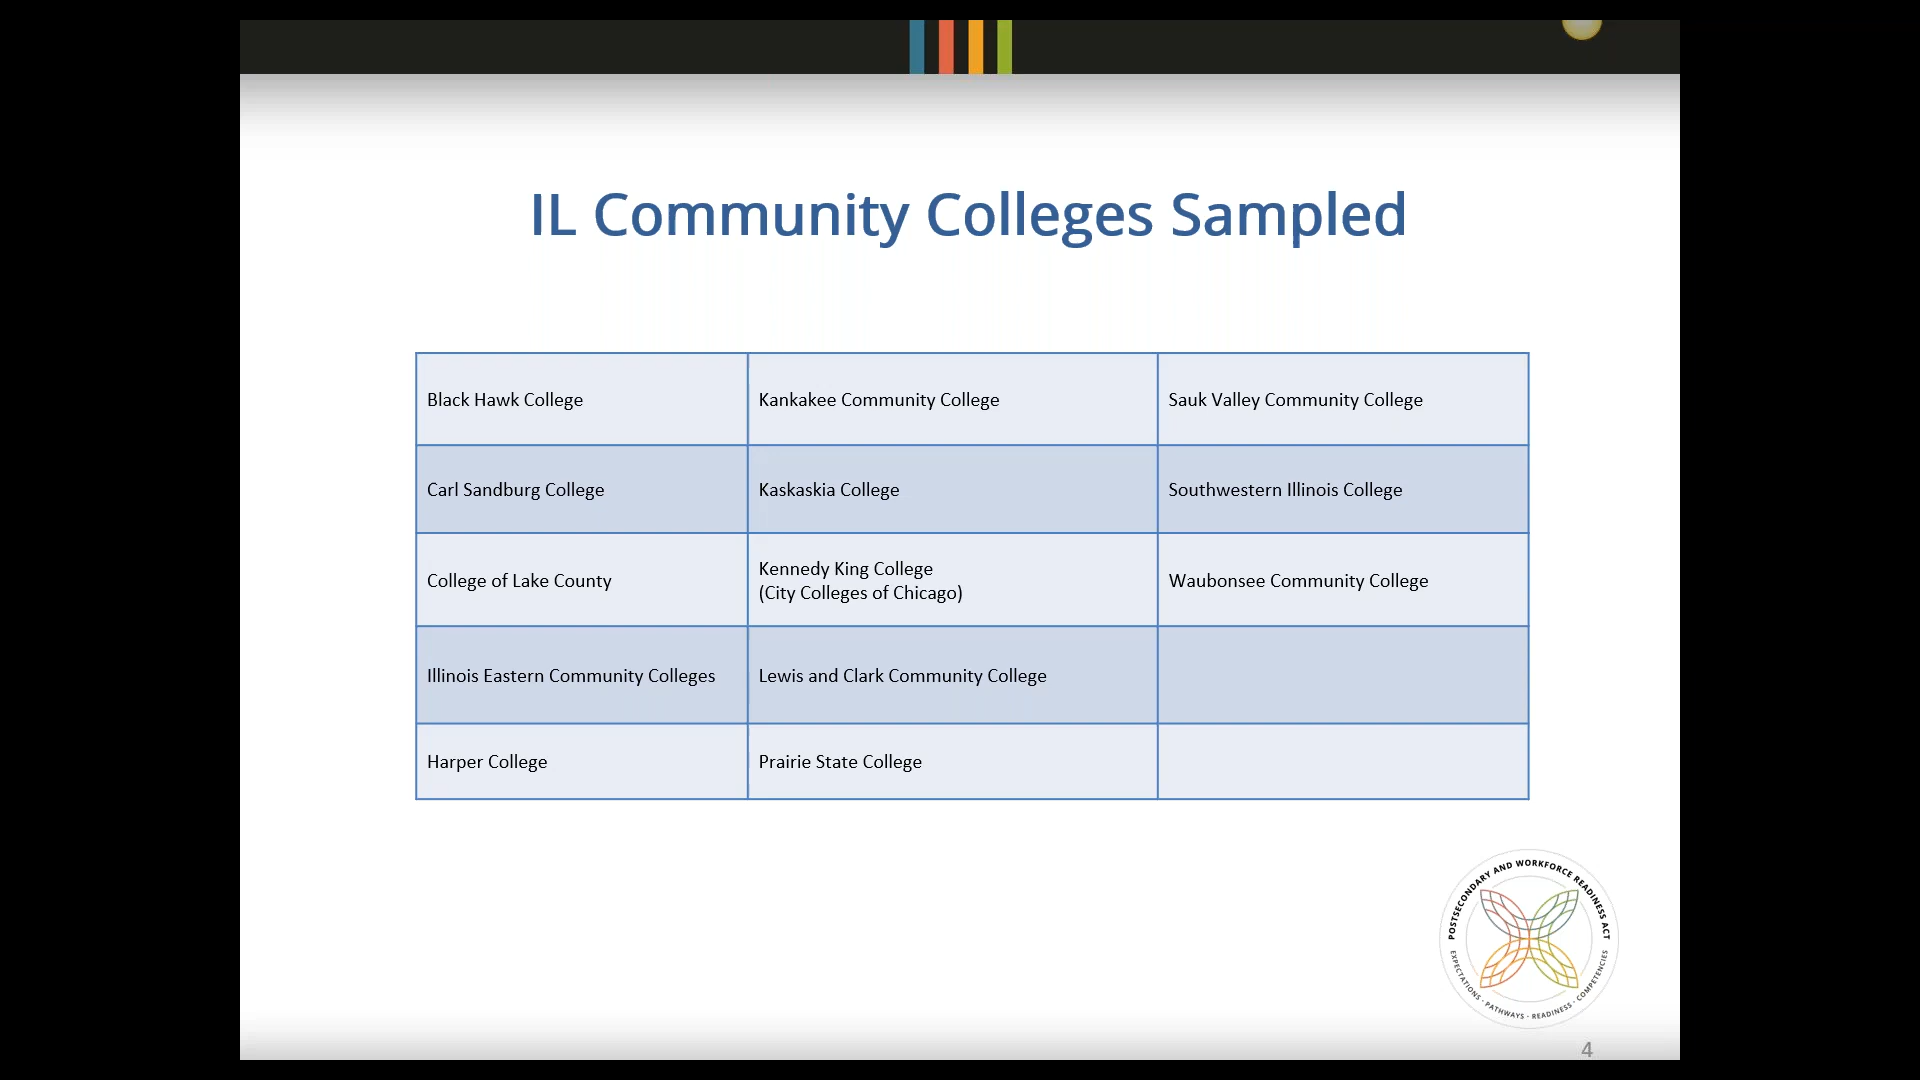 IL Community Colleges Sampled
Black Hawk College
Kankakee Community College
Sauk Valley Community College
Carl Sandburg College
Kaskaskia College
Southwestern Illinois College
College of Lake County
Kennedy King College
(City Colleges of Chicago)
Waubonsee Community College
Illinois Eastern Community Colleges
Lewis and Clark Community College
Harper College
Prairie State College
POSTSECONDARY AND WORKFORCE READINESS ACT
EXPECTATIONS · PATHWAYS · READINESS · COMPETENCIES
4